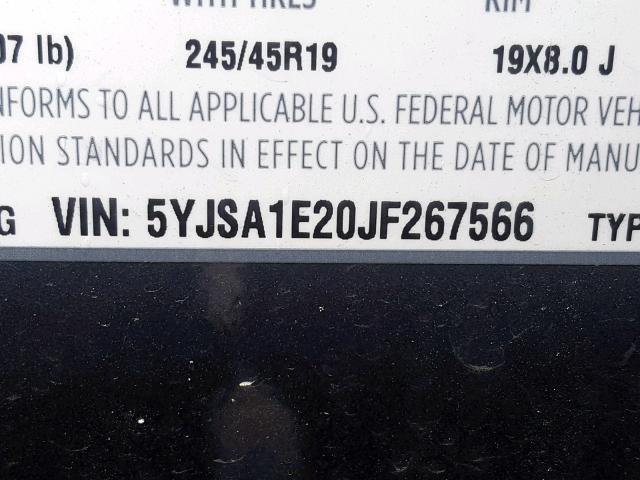 WITH TIRES RIM
07 lb) 245/45R19 19X8.0 J
NFORMS TO ALL APPLICABLE U.S. FEDERAL MOTOR VEH
ION STANDARDS IN EFFECT ON THE DATE OF MANU
G VIN: 5YJSA1E20JF267566 TYP